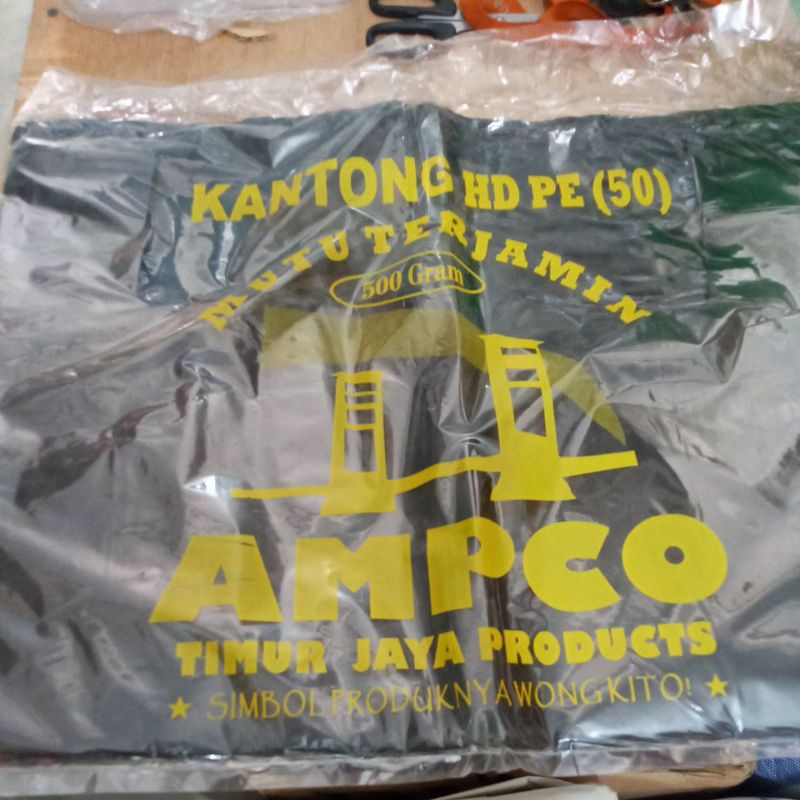 KANTONG HD PE (50)
MUTU TERJAMIN
500 Gram
AMPCO
TIMUR JAYA PRODUCTS
★ SIMBOL PRODUKNYA WONG KITO! ★